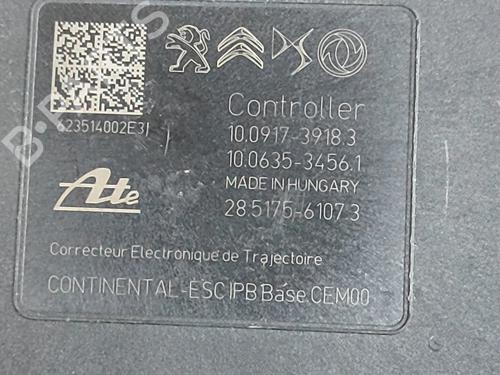 Controller
10.0917-3918.3
10.0635-3456.1
MADE IN HUNGARY
28.5175-6107.3
623514002E3
Ate
Correcteur Electronique de Trajectoire
CONTINENTAL-ESC IPB Base CEM00